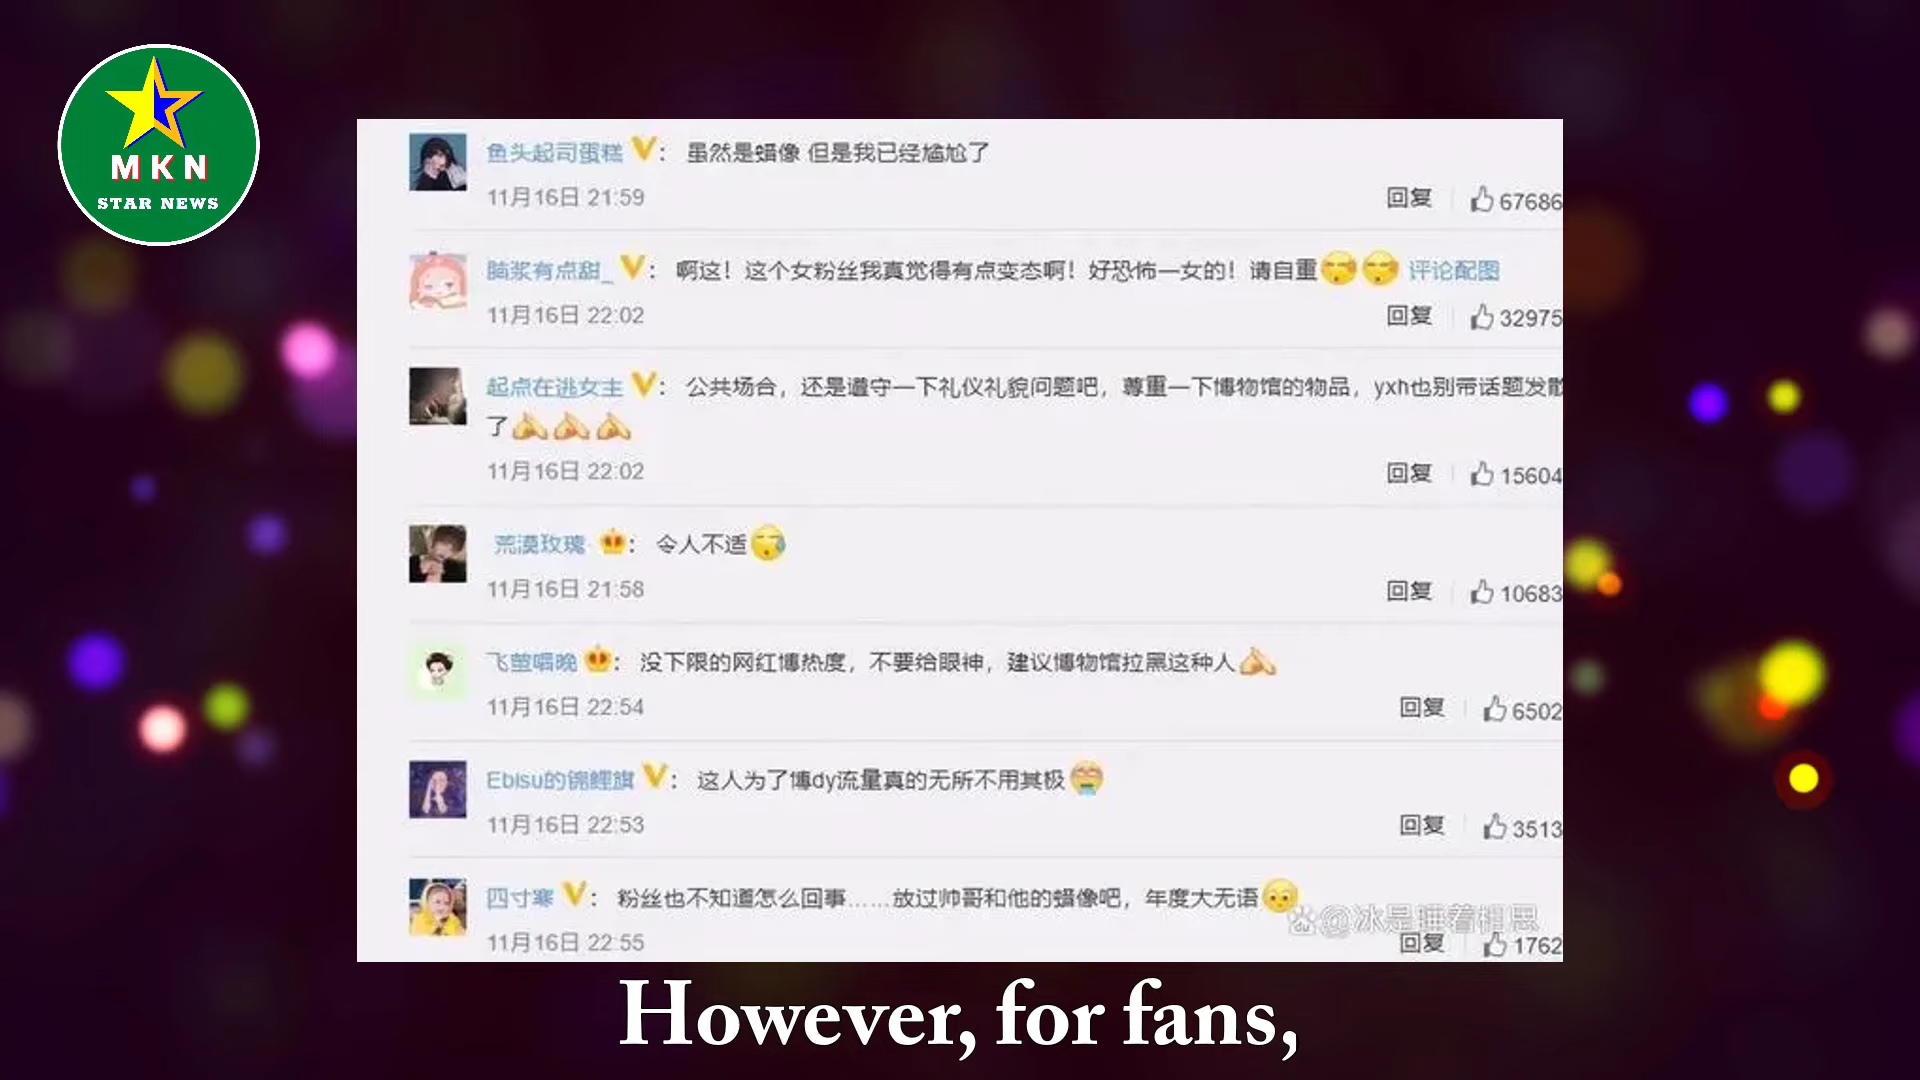 MKN
STAR NEWS
鱼头起司蛋糕 V： 虽然是蜡像 但是我已经尴尬了
11月16日 21:59 回复 67686
脑浆有点甜_ V： 啊这！这个女粉丝我真觉得有点变态啊！好恐怖一女的！请自重 评论配图
11月16日 22:02 回复 32975
起点在逃女主 V： 公共场合，还是遵守一下礼仪礼貌问题吧，尊重一下博物馆的物品，yxh也别带话题发散
了
11月16日 22:02 回复 15604
荒漠玫瑰 ： 令人不适
11月16日 21:58 回复 10683
飞蓥唱晚 ： 没下限的网红博热度，不要给眼神，建议博物馆拉黑这种人
11月16日 22:54 回复 6502
Ebisu的锦鲤旗 V： 这人为了博dy流量真的无所不用其极
11月16日 22:53 回复 3513
四寸寒 V： 粉丝也不知道怎么回事……放过帅哥和他的蜡像吧，年度大无语
@冰是睡着相思
11月16日 22:55 回复 1762
However, for fans,